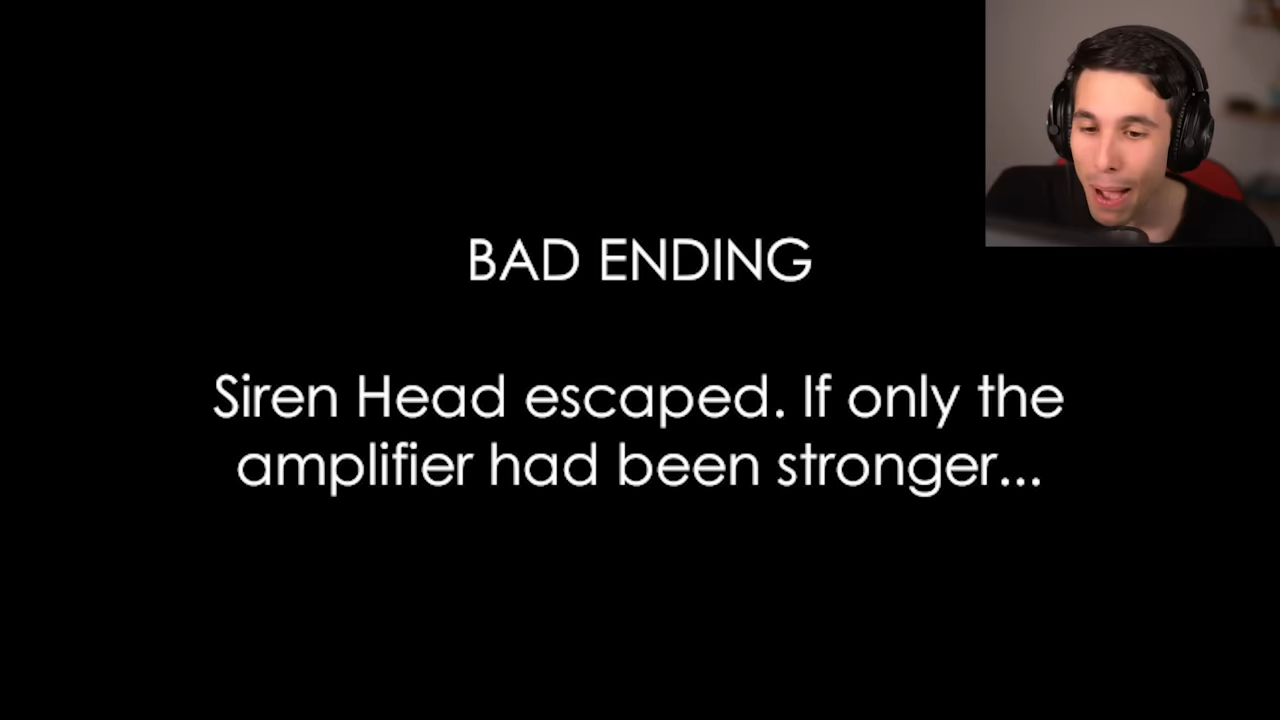 BAD ENDING
Siren Head escaped. If only the
amplifier had been stronger...